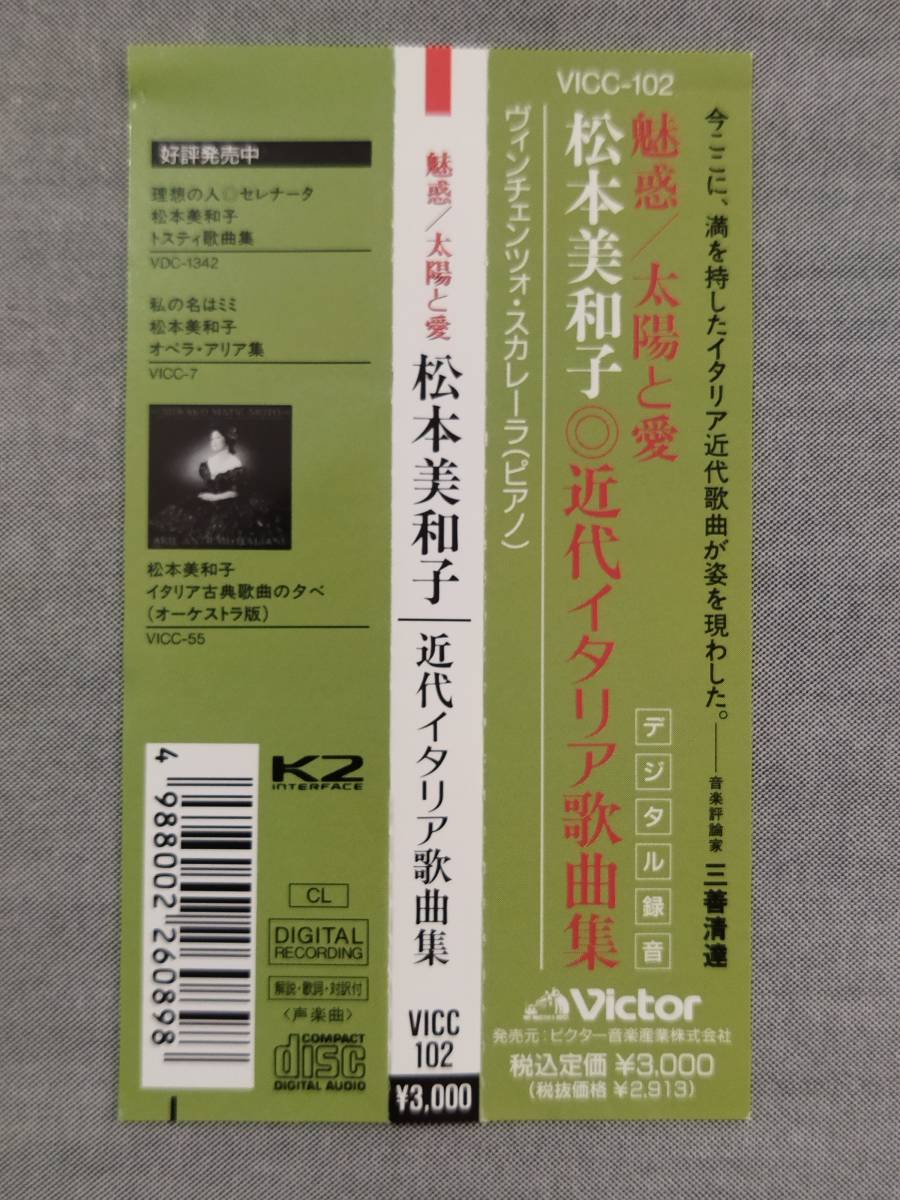 今ここに、満を持したイタリア近代歌曲が姿を現わした。――音楽評論家 三善清達
VICC-102
魅惑／太陽と愛
松本美和子◎近代イタリア歌曲集
ヴィンチェンツォ・スカレーラ(ピアノ)
デジタル録音
Victor
発売元：ビクター音楽産業株式会社
税込定価 ¥3,000
(税抜価格 ¥2,913)
魅惑／太陽と愛 松本美和子 近代イタリア歌曲集
VICC
102
¥3,000
好評発売中
理想の人◎セレナータ
松本美和子
トスティ歌曲集
VDC-1342
私の名はミミ
松本美和子
オペラ・アリア集
VICC-7
MIWAKO MATSUMOTO
ARIE ANTICHE ITALIANE
松本美和子
イタリア古典歌曲の夕べ
(オーケストラ版)
VICC-55
K2
INTERFACE
CL
DIGITAL
RECORDING
解説・歌詞・対訳付
〈声楽曲〉
COMPACT
disc
DIGITAL AUDIO
4 988002 260898